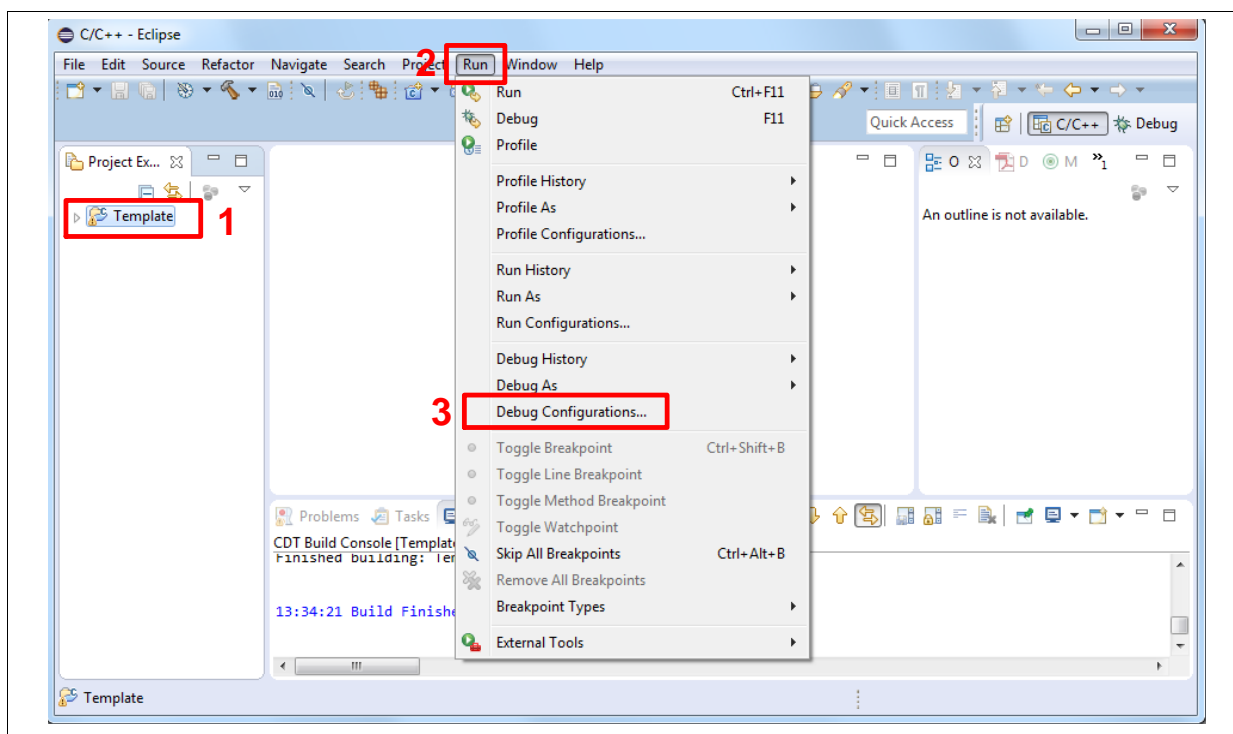 C/C++ - Eclipse
File Edit Source Refactor Navigate Search Project Run Window Help
2
Run Ctrl+F11
Debug F11
Profile
Profile History
Profile As
Profile Configurations...
Run History
Run As
Run Configurations...
Debug History
Debug As
3
Debug Configurations...
Toggle Breakpoint Ctrl+Shift+B
Toggle Line Breakpoint
Toggle Method Breakpoint
Toggle Watchpoint
Skip All Breakpoints Ctrl+Alt+B
Remove All Breakpoints
Breakpoint Types
External Tools
010
Quick Access
C/C++ Debug
Project Ex...
Template
1
O D M »1
An outline is not available.
Problems Tasks
CDT Build Console [Templat
Finished building: Te
13:34:21 Build Finishe
Template